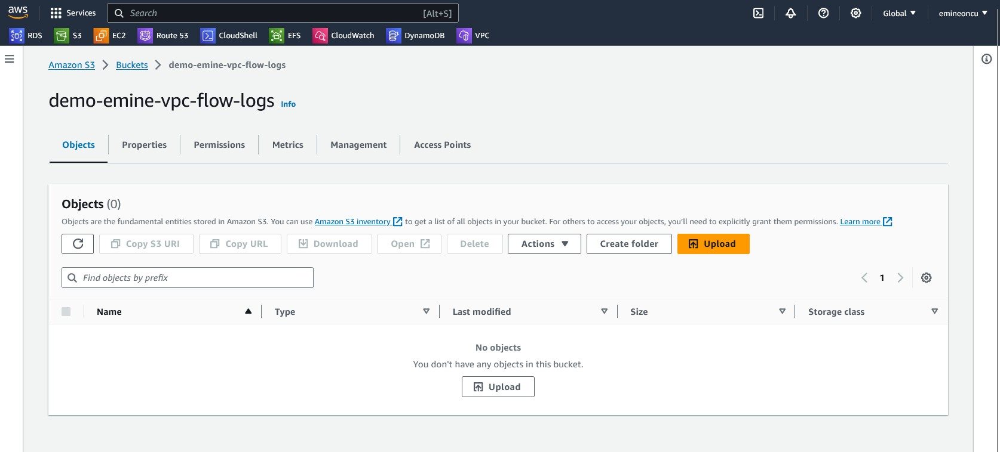 aws Services Search [Alt+S] Global emineoncu
RDS S3 EC2 Route 53 CloudShell EFS CloudWatch DynamoDB VPC
Amazon S3 Buckets demo-emine-vpc-flow-logs
demo-emine-vpc-flow-logs Info
Objects Properties Permissions Metrics Management Access Points
Objects (0)
Objects are the fundamental entities stored in Amazon S3. You can use Amazon S3 inventory to get a list of all objects in your bucket. For others to access your objects, you’ll need to explicitly grant them permissions. Learn more
Copy S3 URI Copy URL Download Open Delete Actions Create folder Upload
Find objects by prefix 1
Name Type Last modified Size Storage class
No objects
You don't have any objects in this bucket.
Upload